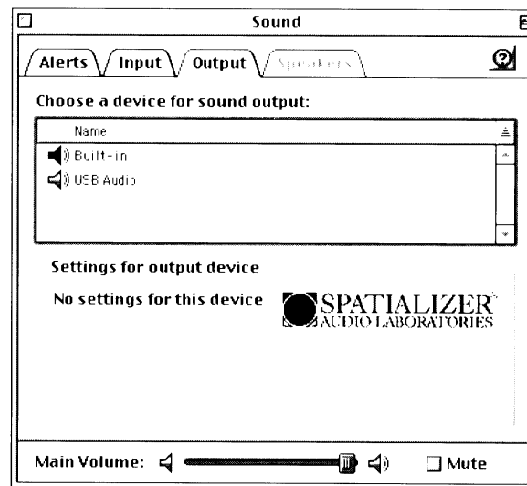 Sound
Alerts Input Output Speakers
Choose a device for sound output:
Name
Built-in
USB Audio
Settings for output device
No settings for this device
SPATIALIZER
AUDIO LABORATORIES
Main Volume:
Mute